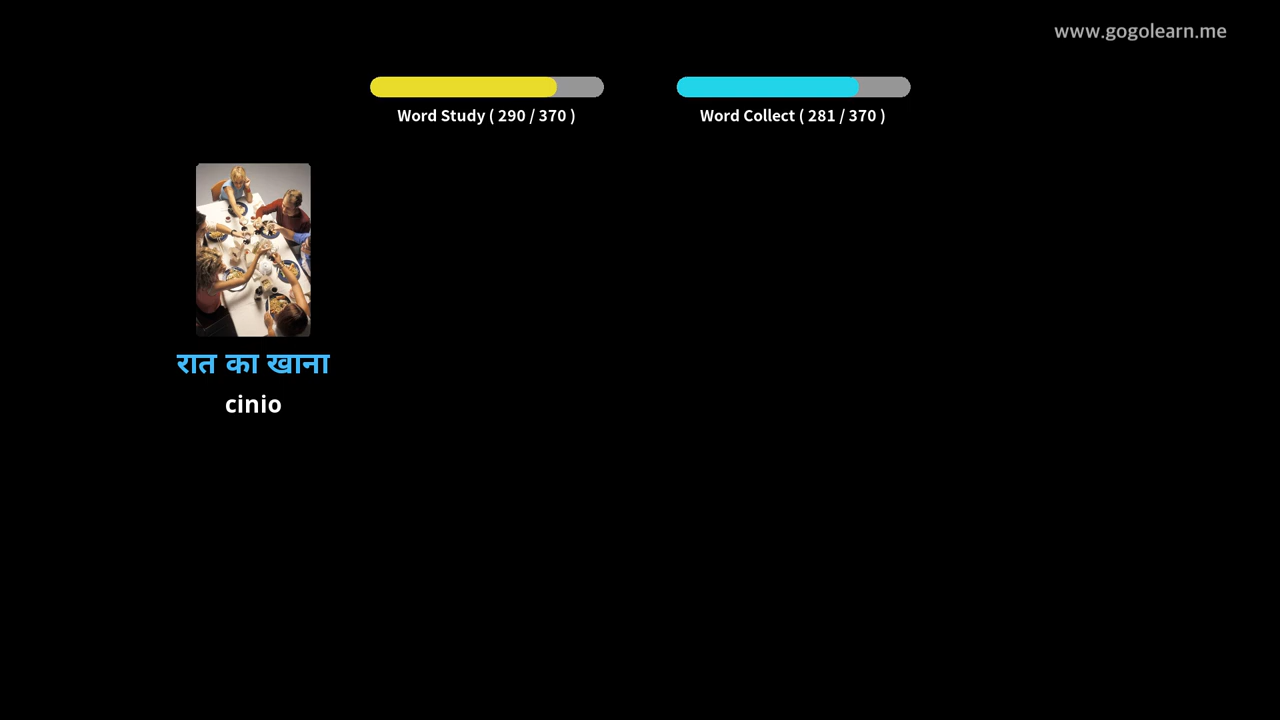 www.gogolearn.me
Word Study ( 290 / 370 )
Word Collect ( 281 / 370 )
रात का खाना
cinio